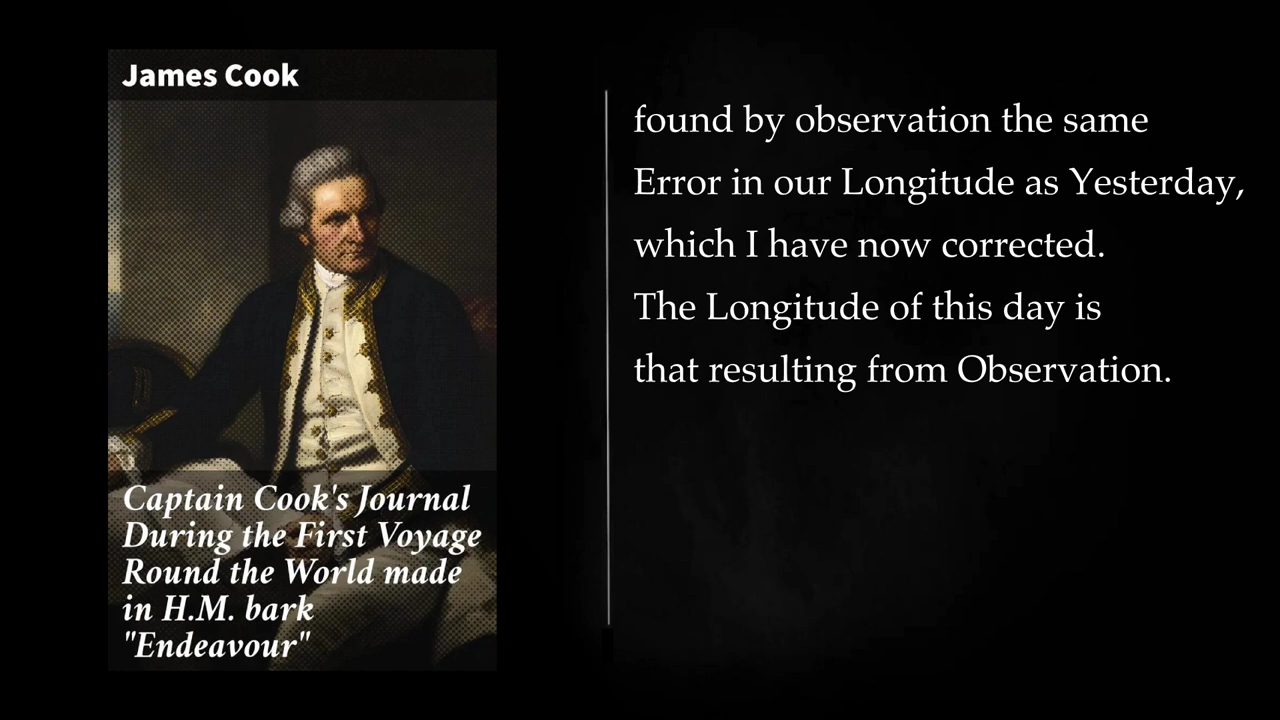 James Cook
Captain Cook's Journal
During the First Voyage
Round the World made
in H.M. bark
"Endeavour"
found by observation the same
Error in our Longitude as Yesterday,
which I have now corrected.
The Longitude of this day is
that resulting from Observation.